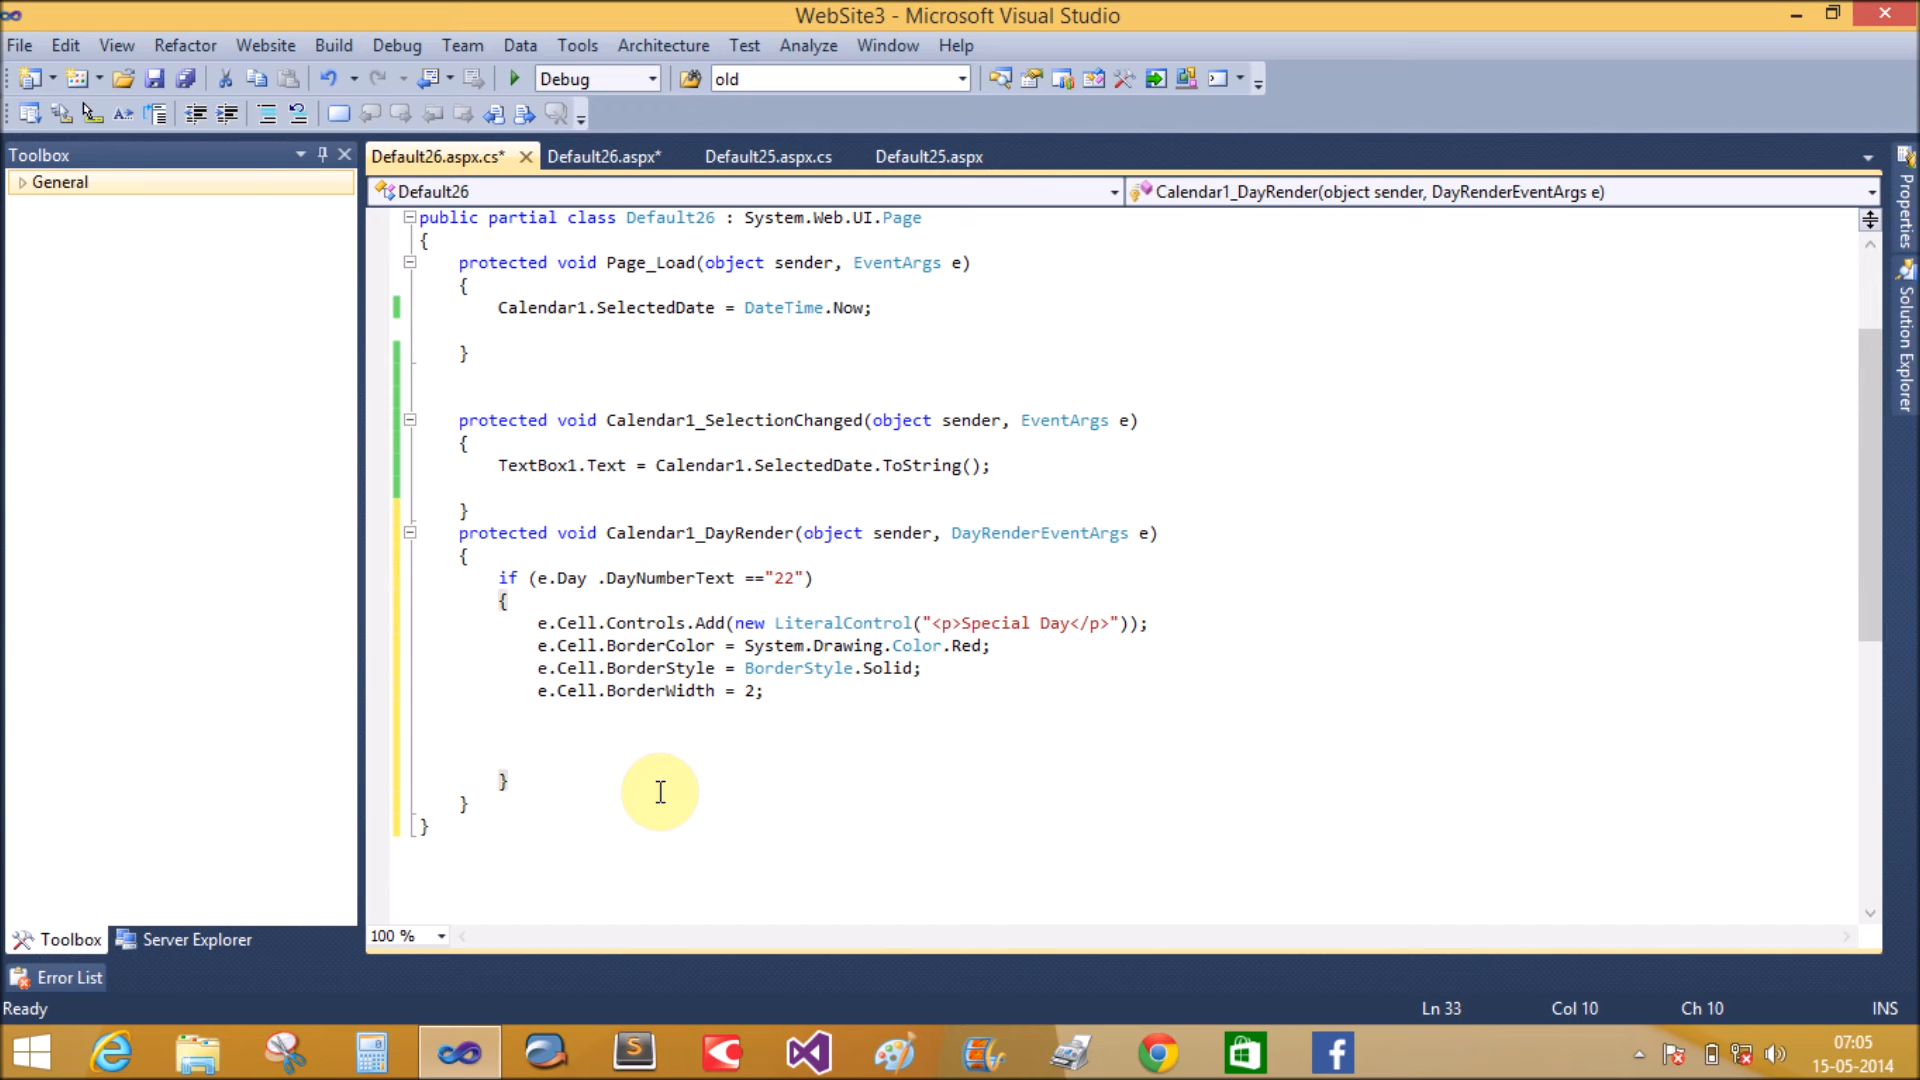 WebSite3 - Microsoft Visual Studio
File Edit View Refactor Website Build Debug Team Data Tools Architecture Test Analyze Window Help
Debug old
Toolbox
Default26.aspx.cs* Default26.aspx* Default25.aspx.cs Default25.aspx
General
Default26 Calendar1_DayRender(object sender, DayRenderEventArgs e)
public partial class Default26 : System.Web.UI.Page
{
protected void Page_Load(object sender, EventArgs e)
{
Calendar1.SelectedDate = DateTime.Now;
}
protected void Calendar1_SelectionChanged(object sender, EventArgs e)
{
TextBox1.Text = Calendar1.SelectedDate.ToString();
}
protected void Calendar1_DayRender(object sender, DayRenderEventArgs e)
{
if (e.Day .DayNumberText =="22")
{
e.Cell.Controls.Add(new LiteralControl("<p>Special Day</p>"));
e.Cell.BorderColor = System.Drawing.Color.Red;
e.Cell.BorderStyle = BorderStyle.Solid;
e.Cell.BorderWidth = 2;
}
}
}
Properties
Solution Explorer
100 %
Toolbox Server Explorer
Error List
Ready Ln 33 Col 10 Ch 10 INS
07:05
15-05-2014